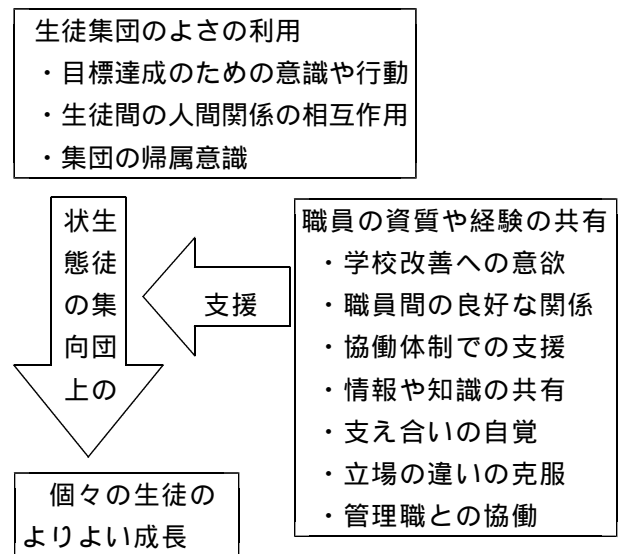 生徒集団のよさの利用
・目標達成のための意識や行動
・生徒間の人間関係の相互作用
・集団の帰属意識
生徒集団の
状態の向上
支援
職員の資質や経験の共有
・学校改善への意欲
・職員間の良好な関係
・協働体制での支援
・情報や知識の共有
・支え合いの自覚
・立場の違いの克服
・管理職との協働
個々の生徒の
よりよい成長